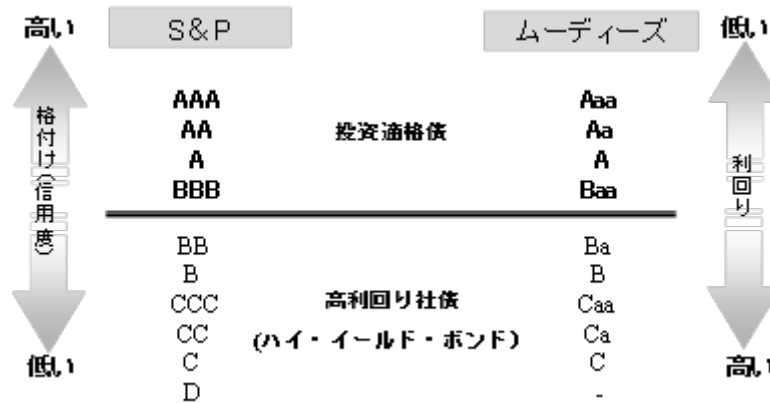 高い
S&P
ムーディーズ
低い
格付け(信用度)
利回り
AAA
Aaa
AA
投資適格債
Aa
A
A
BBB
Baa
BB
Ba
B
B
CCC
高利回り社債
Caa
CC
(ハイ・イールド・ボンド)
Ca
C
C
低い
高い
D
-